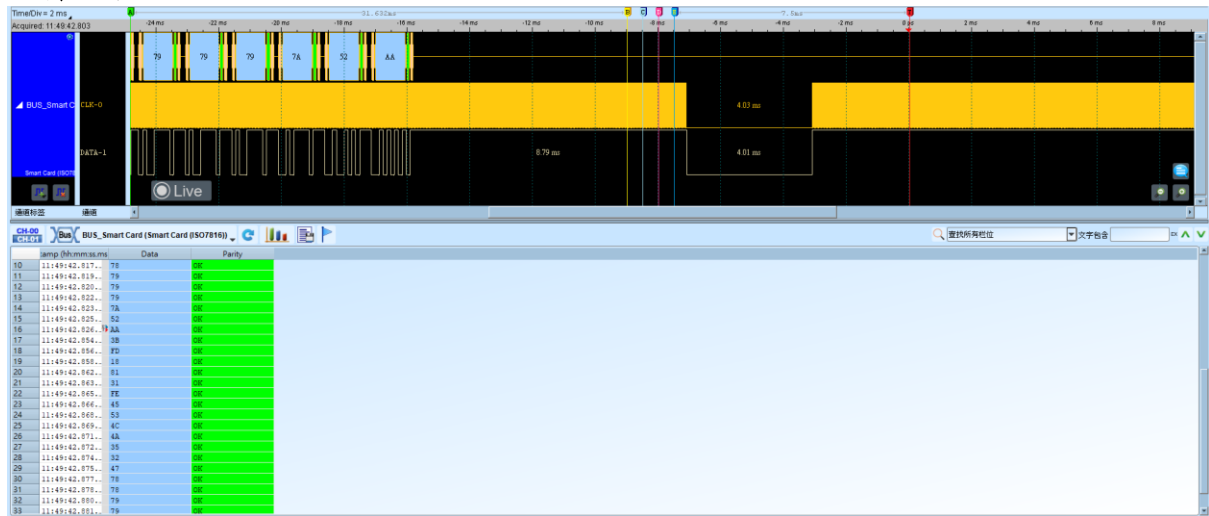 Time/Div = 2 ms
Acquired: 11:49:42.803
A 31.632ms B C 7.8ms T
-24 ms -22 ms -20 ms -18 ms -16 ms -14 ms -12 ms -10 ms -8 ms -6 ms -4 ms -2 ms 0 ps 2 ms 4 ms 6 ms 8 ms
79 79 79 7A 52 AA
BUS_Smart C CLK-0 4.03 ms
DATA-1 8.79 ms 4.01 ms
Smart Card (ISO78
Live
通道标签 通道
CH-00
CH-01
Bus BUS_Smart Card (Smart Card (ISO7816)) 查找所有栏位 文字包含
tamp (hh:mm:ss.ms Data Parity
10 11:49:42.817... 78 OK
11 11:49:42.819... 79 OK
12 11:49:42.820... 79 OK
13 11:49:42.822... 79 OK
14 11:49:42.823... 7A OK
15 11:49:42.825... 52 OK
16 11:49:42.826... AA OK
17 11:49:42.854... 3B OK
18 11:49:42.856... FD OK
19 11:49:42.858... 18 OK
20 11:49:42.862... 81 OK
21 11:49:42.863... 31 OK
22 11:49:42.865... FE OK
23 11:49:42.866... 45 OK
24 11:49:42.868... 53 OK
25 11:49:42.869... 4C OK
26 11:49:42.871... 4A OK
27 11:49:42.872... 35 OK
28 11:49:42.874... 32 OK
29 11:49:42.875... 47 OK
30 11:49:42.877... 78 OK
31 11:49:42.878... 78 OK
32 11:49:42.880... 79 OK
33 11:49:42.881... 79 OK